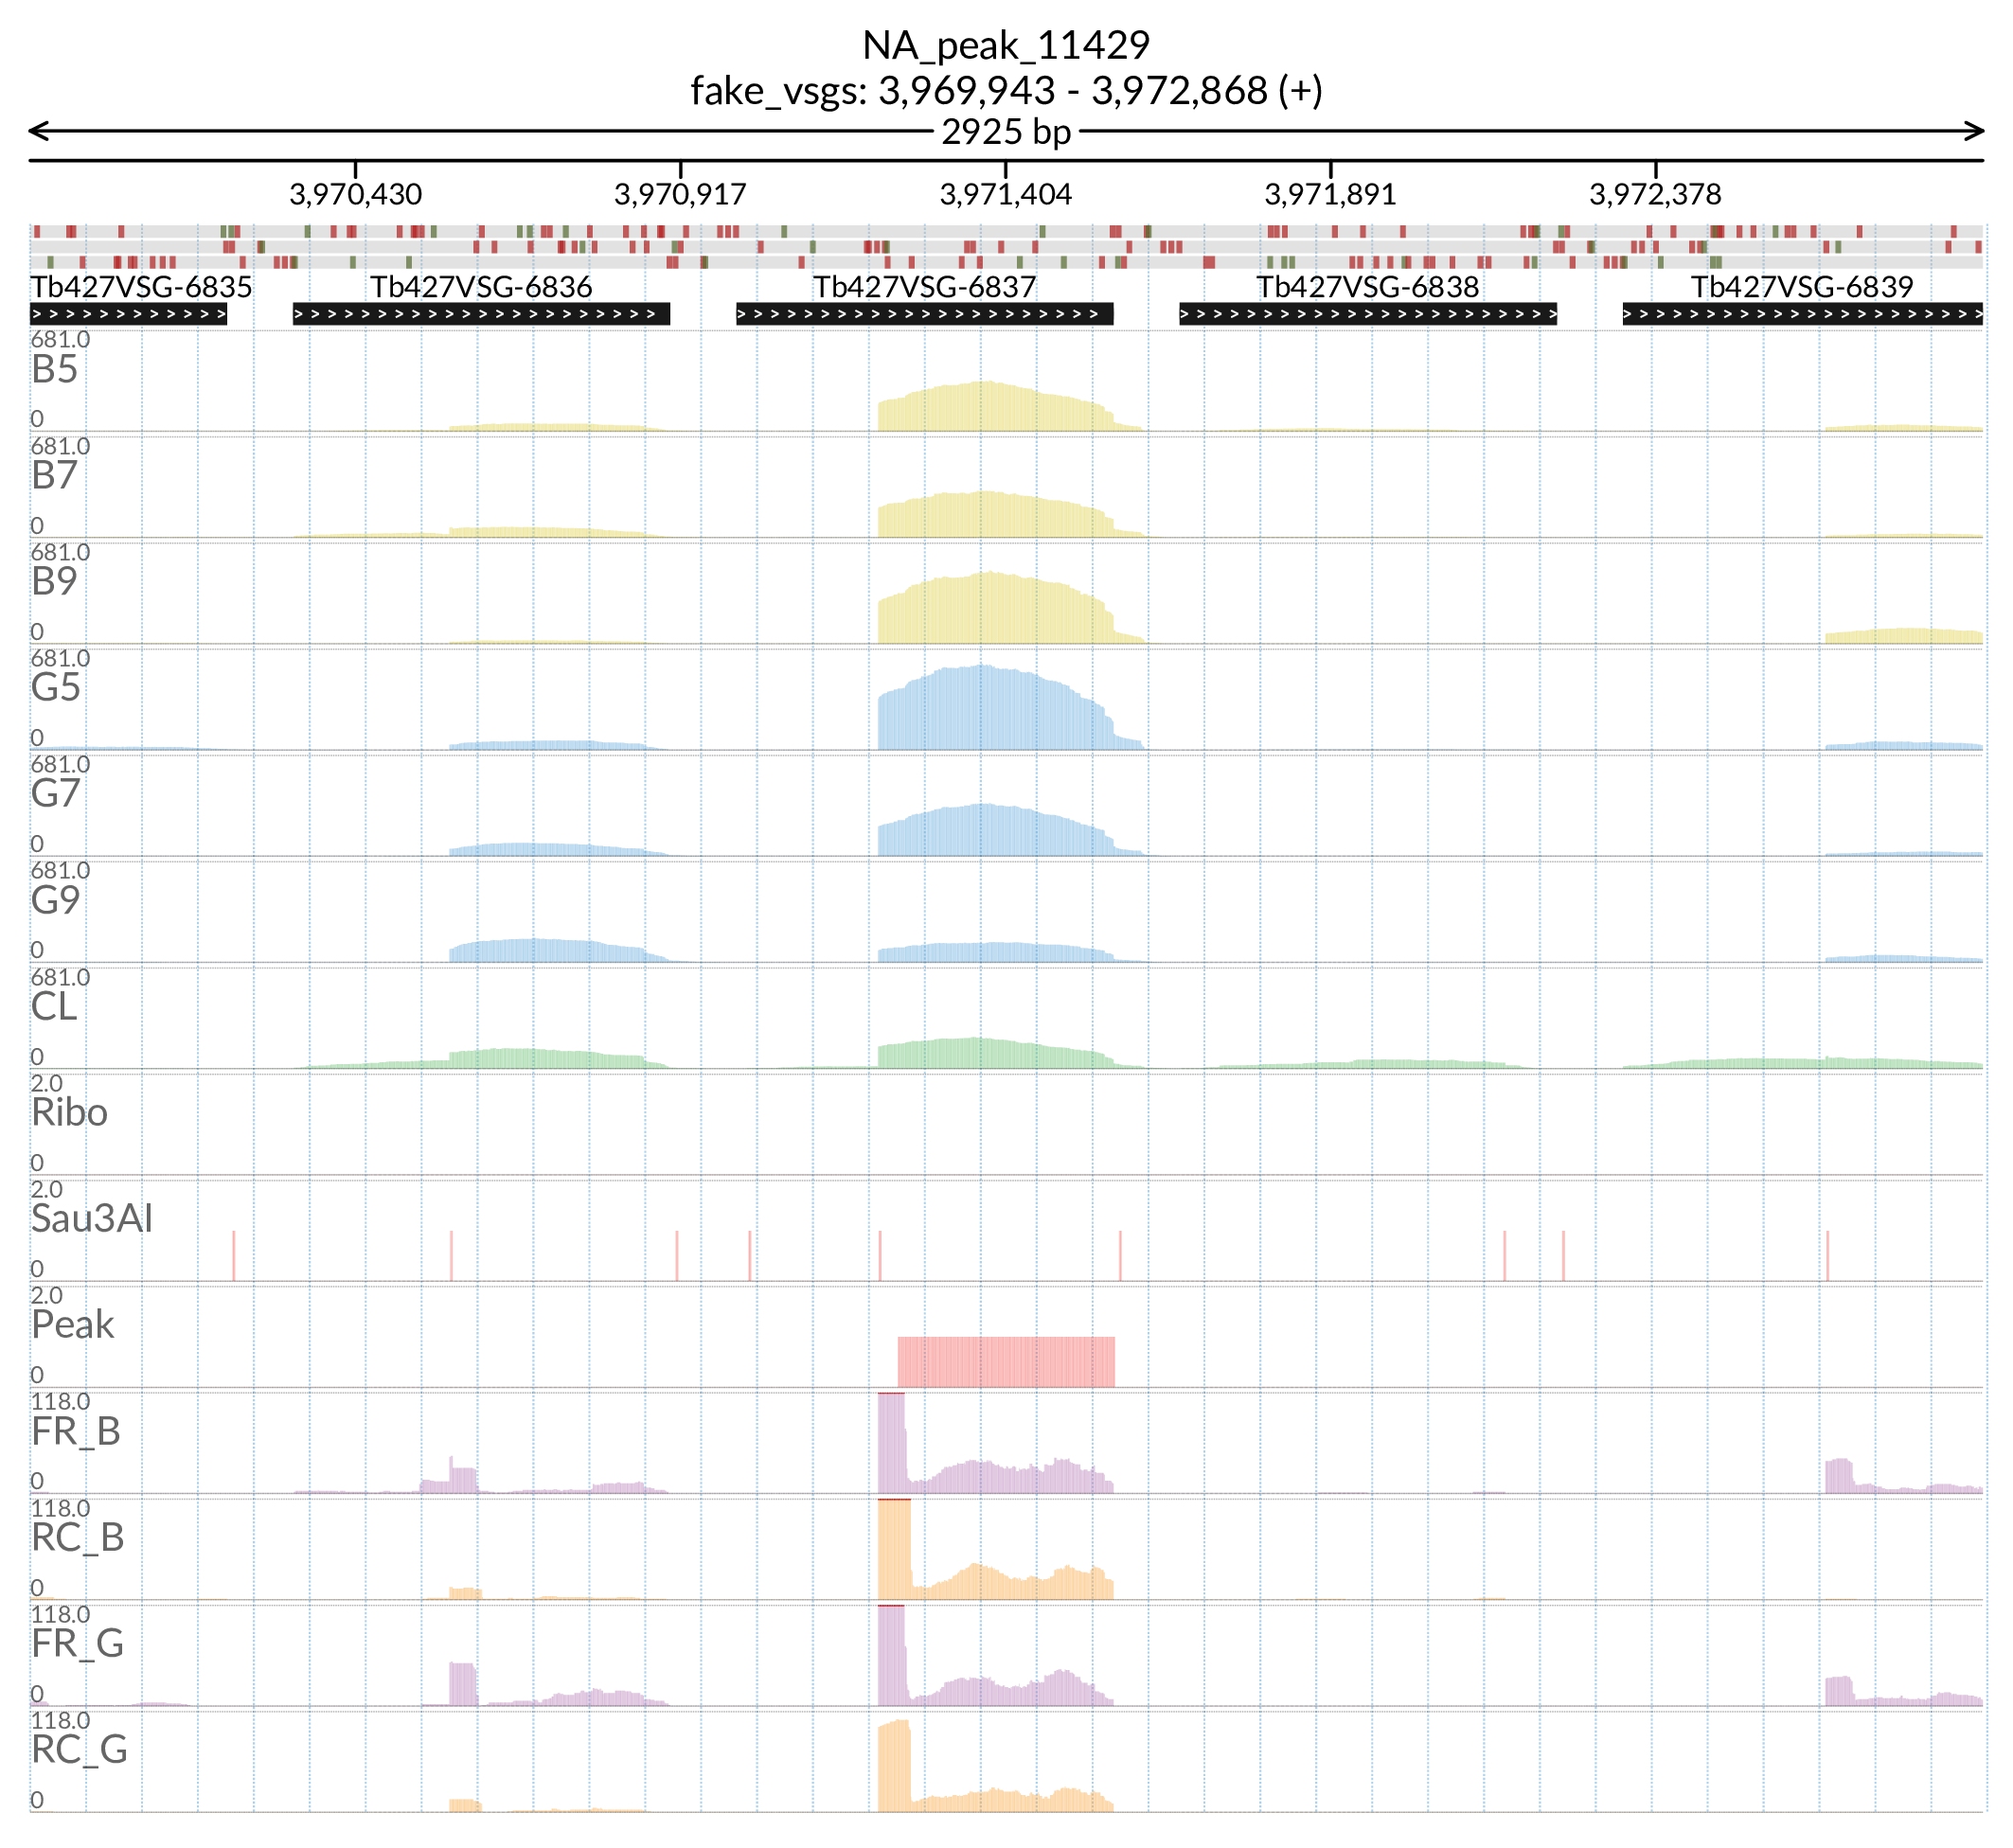 NA_peak_11429
fake_vsgs: 3,969,943 - 3,972,868 (+)
2925 bp
3,970,430 3,970,917 3,971,404 3,971,891 3,972,378
Tb427VSG-6835 Tb427VSG-6836 Tb427VSG-6837 Tb427VSG-6838 Tb427VSG-6839
681.0
B5
0
681.0
B7
0
681.0
B9
0
681.0
G5
0
681.0
G7
0
681.0
G9
0
681.0
CL
0
2.0
Ribo
0
2.0
Sau3AI
0
2.0
Peak
0
118.0
FR_B
0
118.0
RC_B
0
118.0
FR_G
0
118.0
RC_G
0